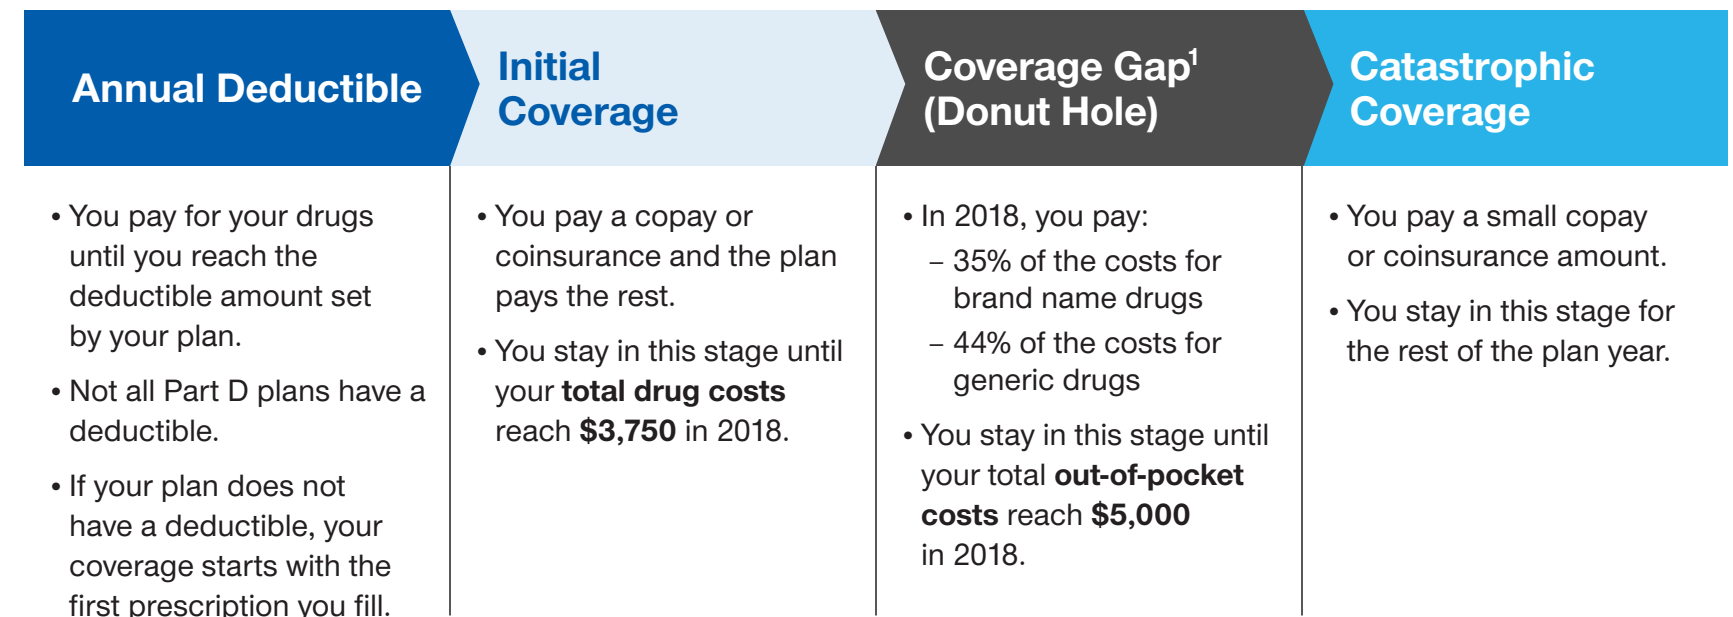 Annual Deductible
• You pay for your drugs
until you reach the
deductible amount set
by your plan.
• Not all Part D plans have a
deductible.
• If your plan does not
have a deductible, your
coverage starts with the
first prescription you fill.
Initial
Coverage
• You pay a copay or
coinsurance and the plan
pays the rest.
• You stay in this stage until
your total drug costs
reach $3,750 in 2018.
Coverage Gap¹
(Donut Hole)
• In 2018, you pay:
– 35% of the costs for
brand name drugs
– 44% of the costs for
generic drugs
• You stay in this stage until
your total out-of-pocket
costs reach $5,000
in 2018.
Catastrophic
Coverage
• You pay a small copay
or coinsurance amount.
• You stay in this stage for
the rest of the plan year.